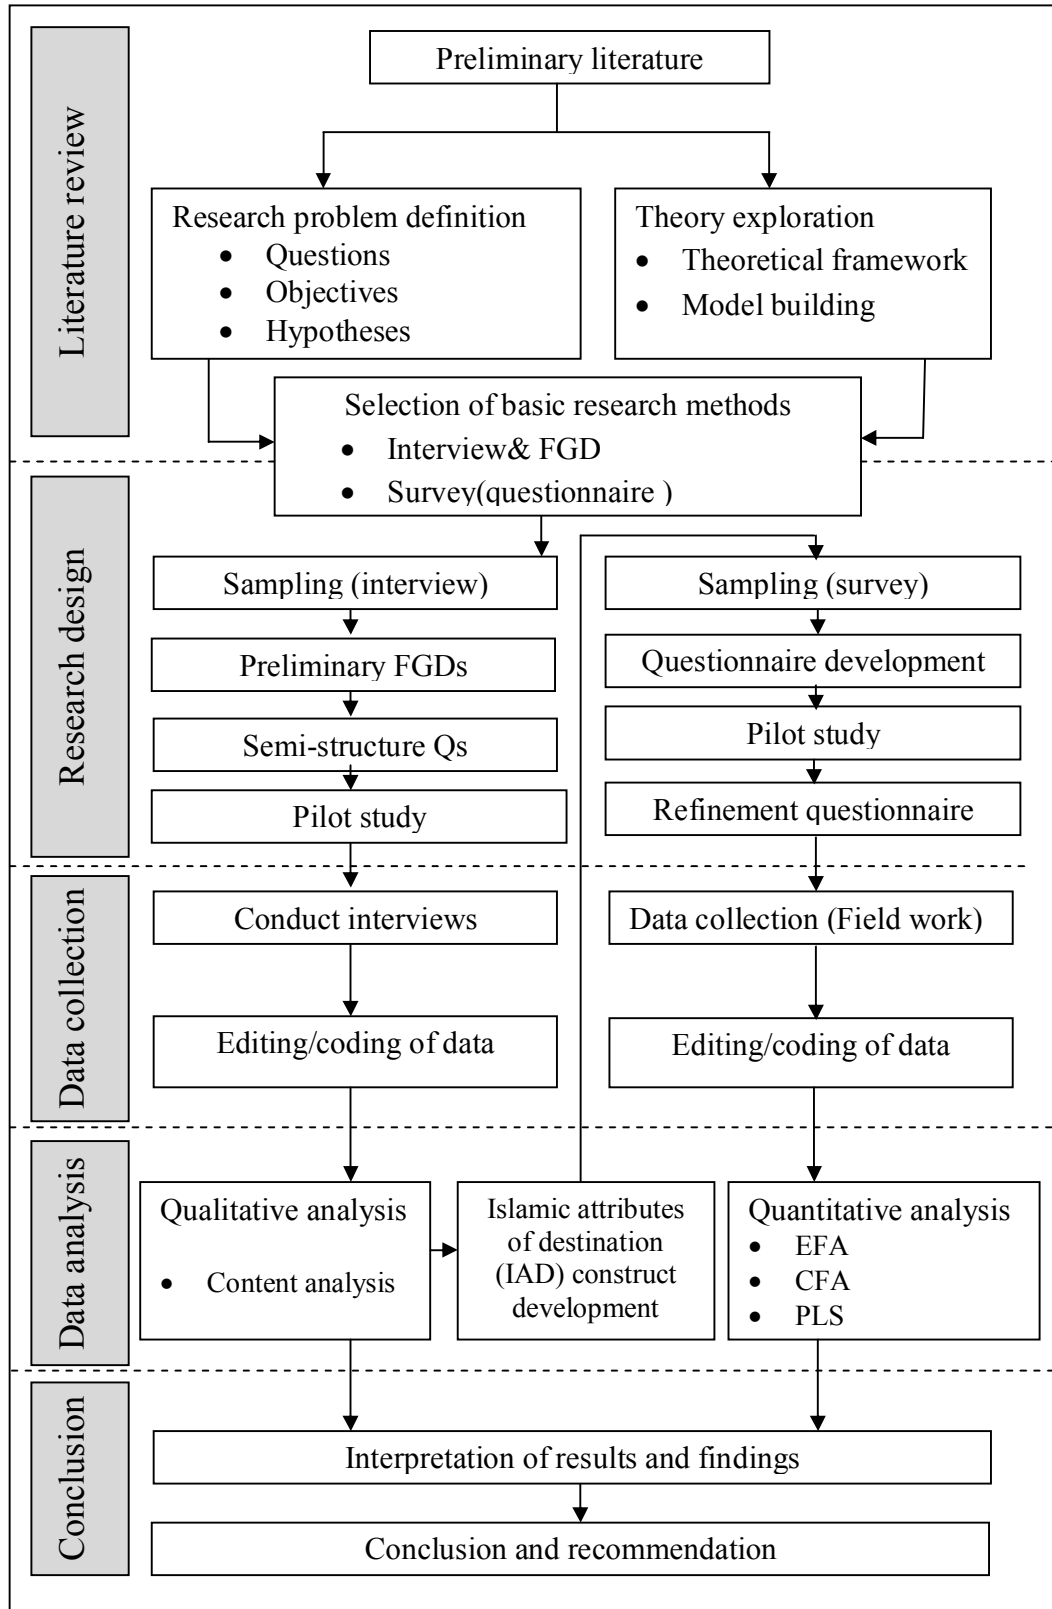 Literature review
Preliminary literature
Research problem definition
• Questions
• Objectives
• Hypotheses
Theory exploration
• Theoretical framework
• Model building
Selection of basic research methods
• Interview& FGD
• Survey(questionnaire )
Research design
Sampling (interview)
Preliminary FGDs
Semi-structure Qs
Pilot study
Sampling (survey)
Questionnaire development
Pilot study
Refinement questionnaire
Data collection
Conduct interviews
Editing/coding of data
Data collection (Field work)
Editing/coding of data
Data analysis
Qualitative analysis
• Content analysis
Islamic attributes
of destination
(IAD) construct
development
Quantitative analysis
• EFA
• CFA
• PLS
Conclusion
Interpretation of results and findings
Conclusion and recommendation